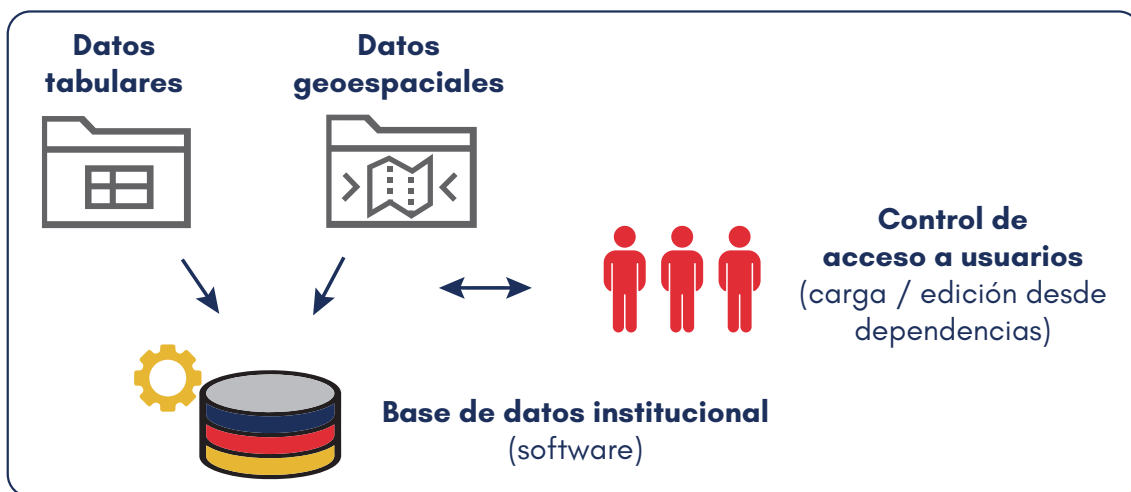 Datos
tabulares
Datos
geoespaciales
Control de
acceso a usuarios
(carga / edición desde
dependencias)
Base de datos institucional
(software)